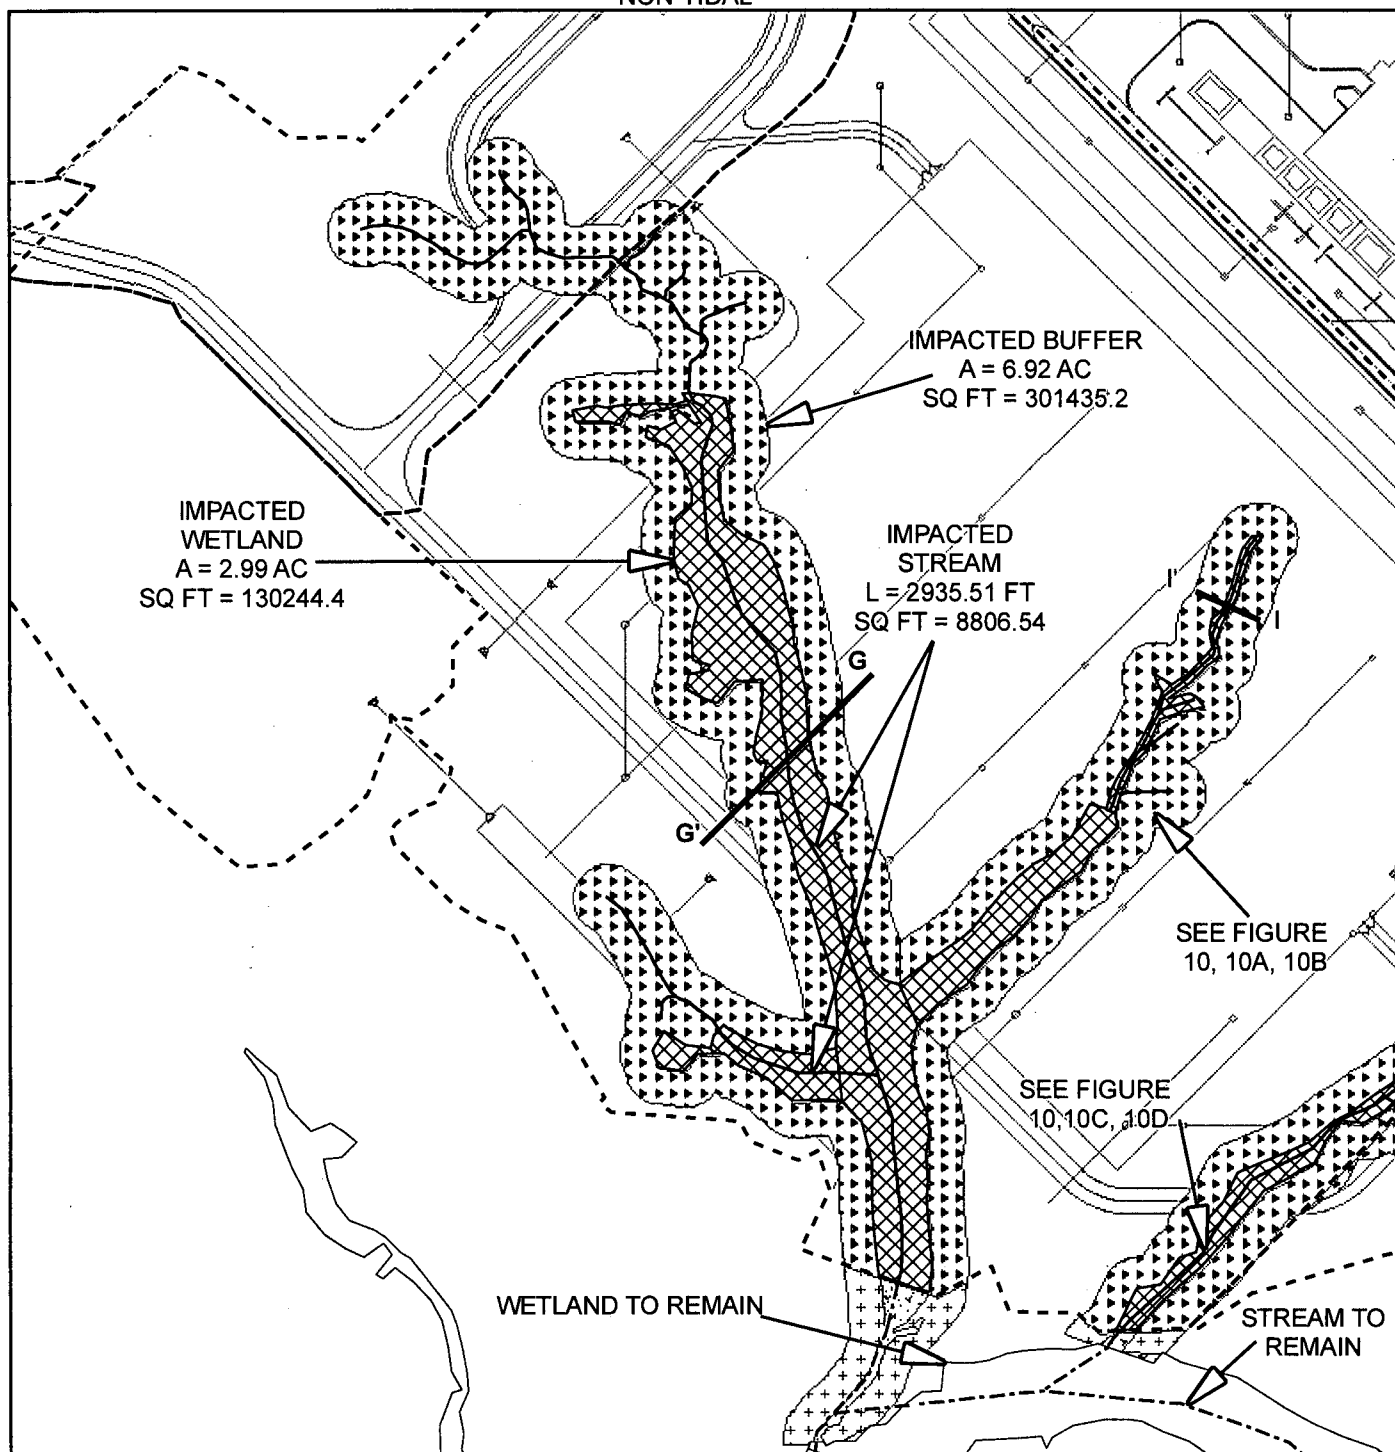 NON-TIDAL
IMPACTED BUFFER
A = 6.92 AC
SQ FT = 301435.2
IMPACTED
WETLAND
A = 2.99 AC
SQ FT = 130244.4
IMPACTED
STREAM
L = 2935.51 FT
SQ FT = 8806.54
I'
I
G
G'
SEE FIGURE
10, 10A, 10B
SEE FIGURE
10,10C, 10D
WETLAND TO REMAIN
STREAM TO
REMAIN